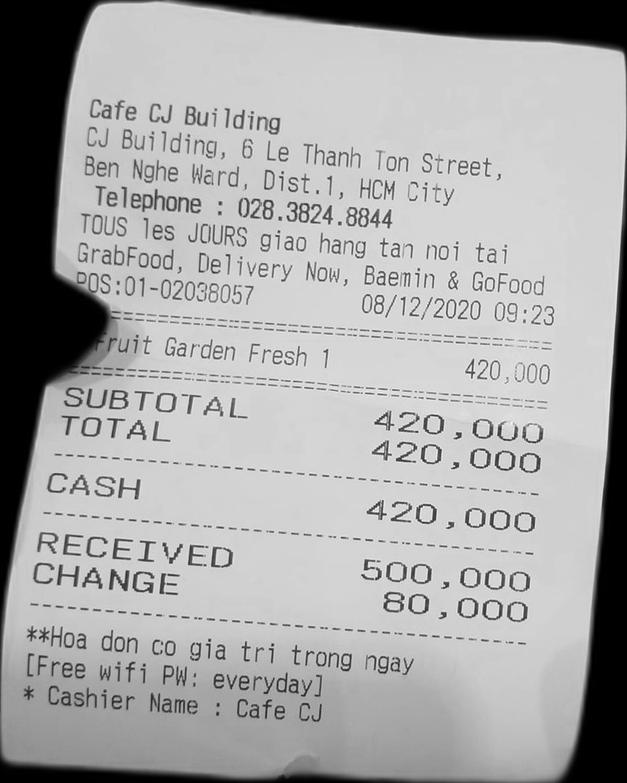 Cafe CJ Building
CJ Building, 6 Le Thanh Ton Street,
Ben Nghe Ward, Dist.1, HCM City
Telephone : 028.3824.8844
TOUS les JOURS giao hang tan noi tai
GrabFood, Delivery Now, Baemin & GoFood
POS:01-02038057 08/12/2020 09:23
Fruit Garden Fresh 1 420,000
SUBTOTAL 420,000
TOTAL 420,000
CASH 420,000
RECEIVED 500,000
CHANGE 80,000
**Hoa don co gia tri trong ngay
[Free wifi PW: everyday]
* Cashier Name : Cafe CJ